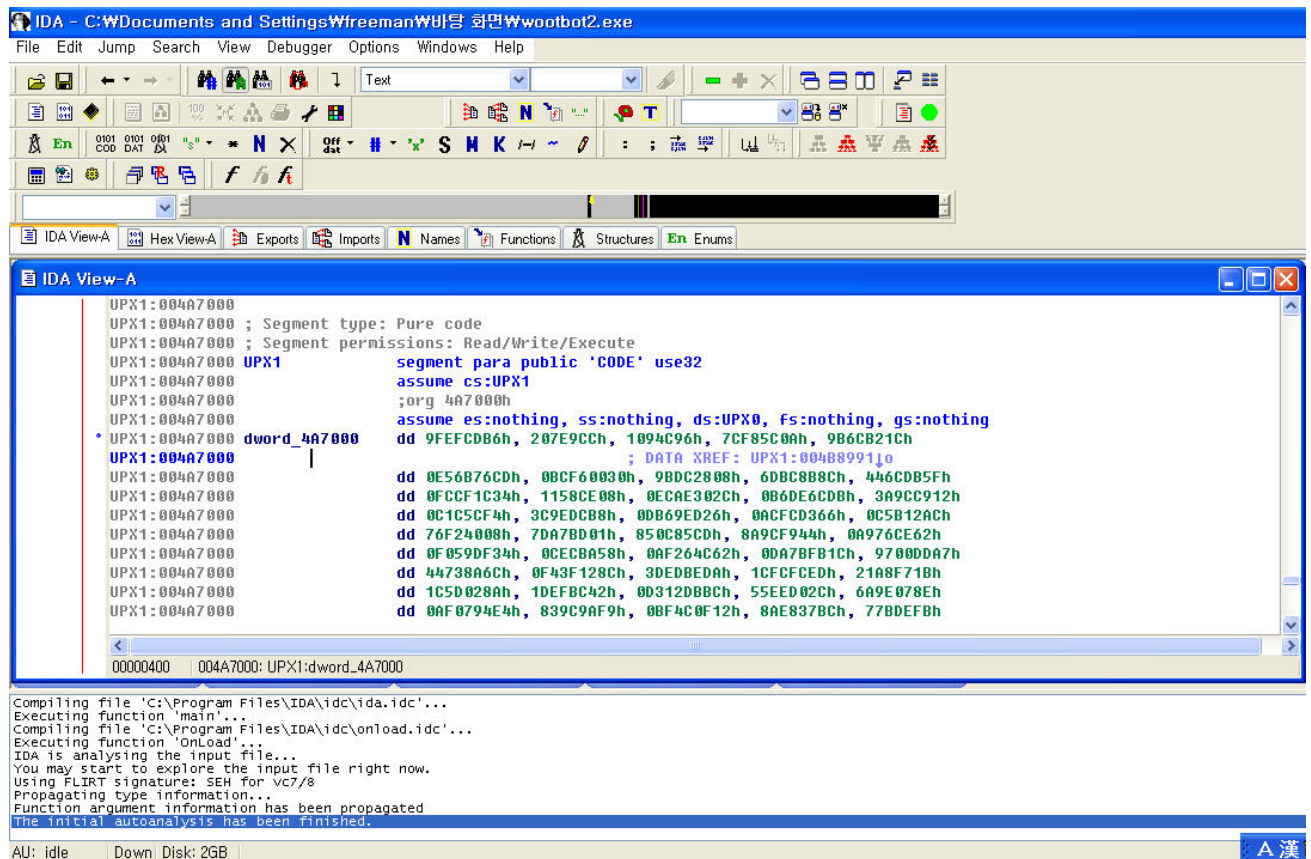 IDA - C:₩Documents and Settings₩freeman₩바탕 화면₩wootbot2.exe
File Edit Jump Search View Debugger Options Windows Help
Text
En
IDA View-A Hex View-A Exports Imports N Names Functions Structures En Enums
IDA View-A
UPX1:004A7000
UPX1:004A7000 ; Segment type: Pure code
UPX1:004A7000 ; Segment permissions: Read/Write/Execute
UPX1:004A7000 UPX1 segment para public 'CODE' use32
UPX1:004A7000 assume cs:UPX1
UPX1:004A7000 ;org 4A7000h
UPX1:004A7000 assume es:nothing, ss:nothing, ds:UPX0, fs:nothing, gs:nothing
UPX1:004A7000 dword_4A7000 dd 9FEFCDB6h, 207E9CCh, 1094C96h, 7CF85C0Ah, 9B6CB21Ch
UPX1:004A7000 ; DATA XREF: UPX1:004B8991↓o
UPX1:004A7000 dd 0E56B76CDh, 0BCF60030h, 9BDC2808h, 6DBC8B8Ch, 446CDB5Fh
UPX1:004A7000 dd 0FCCF1C34h, 1158CE08h, 0ECAE302Ch, 0B6DE6CDBh, 3A9CC912h
UPX1:004A7000 dd 0C1C5CF4h, 3C9EDCB8h, 0DB69ED26h, 0ACFCD366h, 0C5B12ACh
UPX1:004A7000 dd 76F24008h, 7DA7BD01h, 850C85CDh, 8A9CF944h, 0A976CE62h
UPX1:004A7000 dd 0F059DF34h, 0CECBA58h, 0AF264C62h, 0DA7BFB1Ch, 9700DDA7h
UPX1:004A7000 dd 44738A6Ch, 0F43F128Ch, 3DEDBEDAh, 1CFCFCEDh, 21A8F71Bh
UPX1:004A7000 dd 1C5D028Ah, 1DEFBC42h, 0D312DBBCh, 55EED02Ch, 6A9E078Eh
UPX1:004A7000 dd 0AF0794E4h, 839C9AF9h, 0BF4C0F12h, 8AE837BCh, 77BDEFBh
00000400 004A7000: UPX1:dword_4A7000
Compiling file 'C:\Program Files\IDA\idc\ida.idc'...
Executing function 'main'...
Compiling file 'C:\Program Files\IDA\idc\onload.idc'...
Executing function 'OnLoad'...
IDA is analysing the input file...
You may start to explore the input file right now.
Using FLIRT signature: SEH for vc7/8
Propagating type information...
Function argument information has been propagated
The initial autoanalysis has been finished.
AU: idle Down Disk: 2GB
A 漢